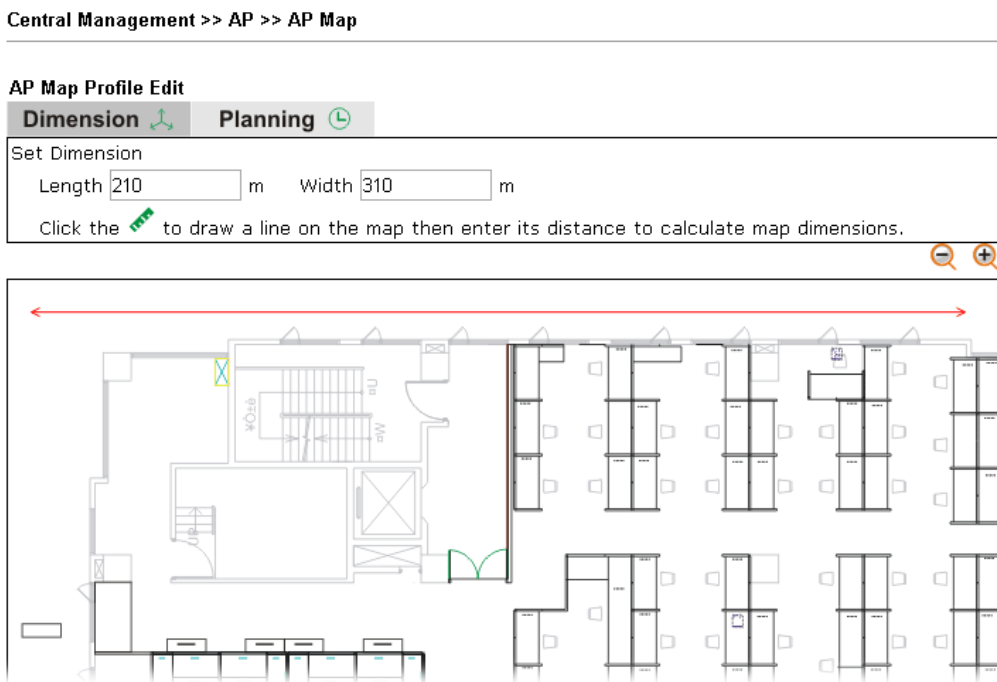 Central Management >> AP >> AP Map
AP Map Profile Edit
Dimension Planning
Set Dimension
Length 210 m Width 310 m
Click the to draw a line on the map then enter its distance to calculate map dimensions.
UP